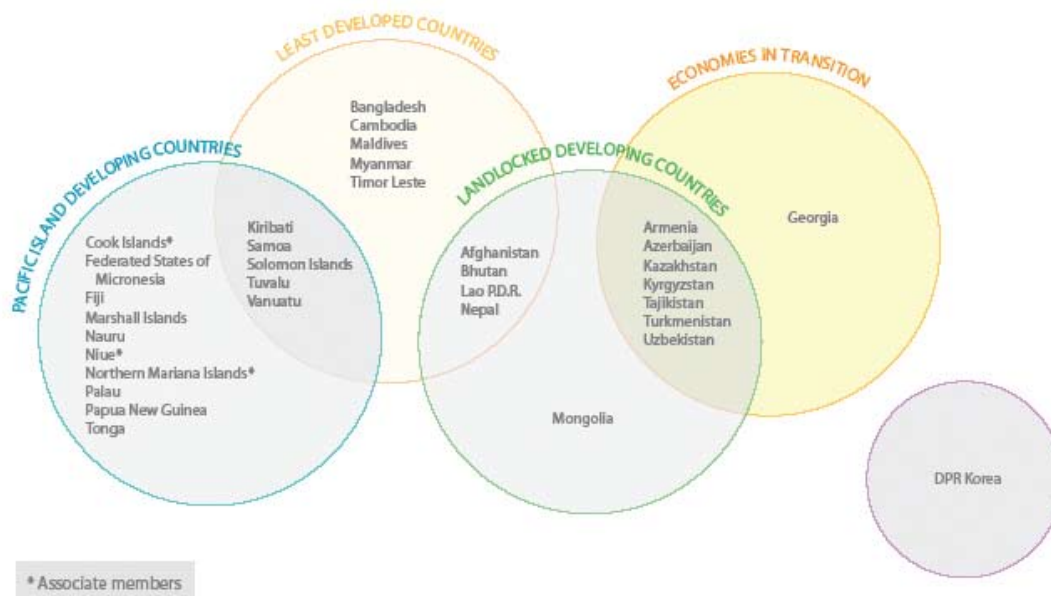 LEAST DEVELOPED COUNTRIES
Bangladesh
Cambodia
Maldives
Myanmar
Timor Leste
ECONOMIES IN TRANSITION
Georgia
PACIFIC ISLAND DEVELOPING COUNTRIES
Cook Islands*
Federated States of
Micronesia
Fiji
Marshall Islands
Nauru
Niue*
Northern Mariana Islands*
Palau
Papua New Guinea
Tonga
Kiribati
Samoa
Solomon Islands
Tuvalu
Vanuatu
LANDLOCKED DEVELOPING COUNTRIES
Afghanistan
Bhutan
Lao P.D.R.
Nepal
Armenia
Azerbaijan
Kazakhstan
Kyrgyzstan
Tajikistan
Turkmenistan
Uzbekistan
Mongolia
DPR Korea
* Associate members